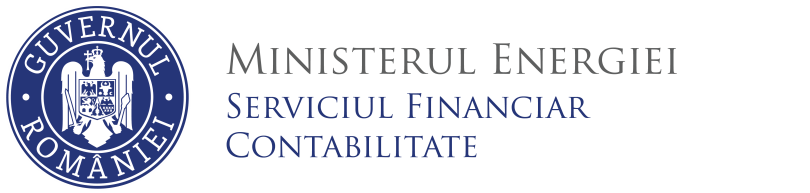 GUVERNUL
ROMÂNIEI
MINISTERUL ENERGIEI
SERVICIUL FINANCIAR
CONTABILITATE